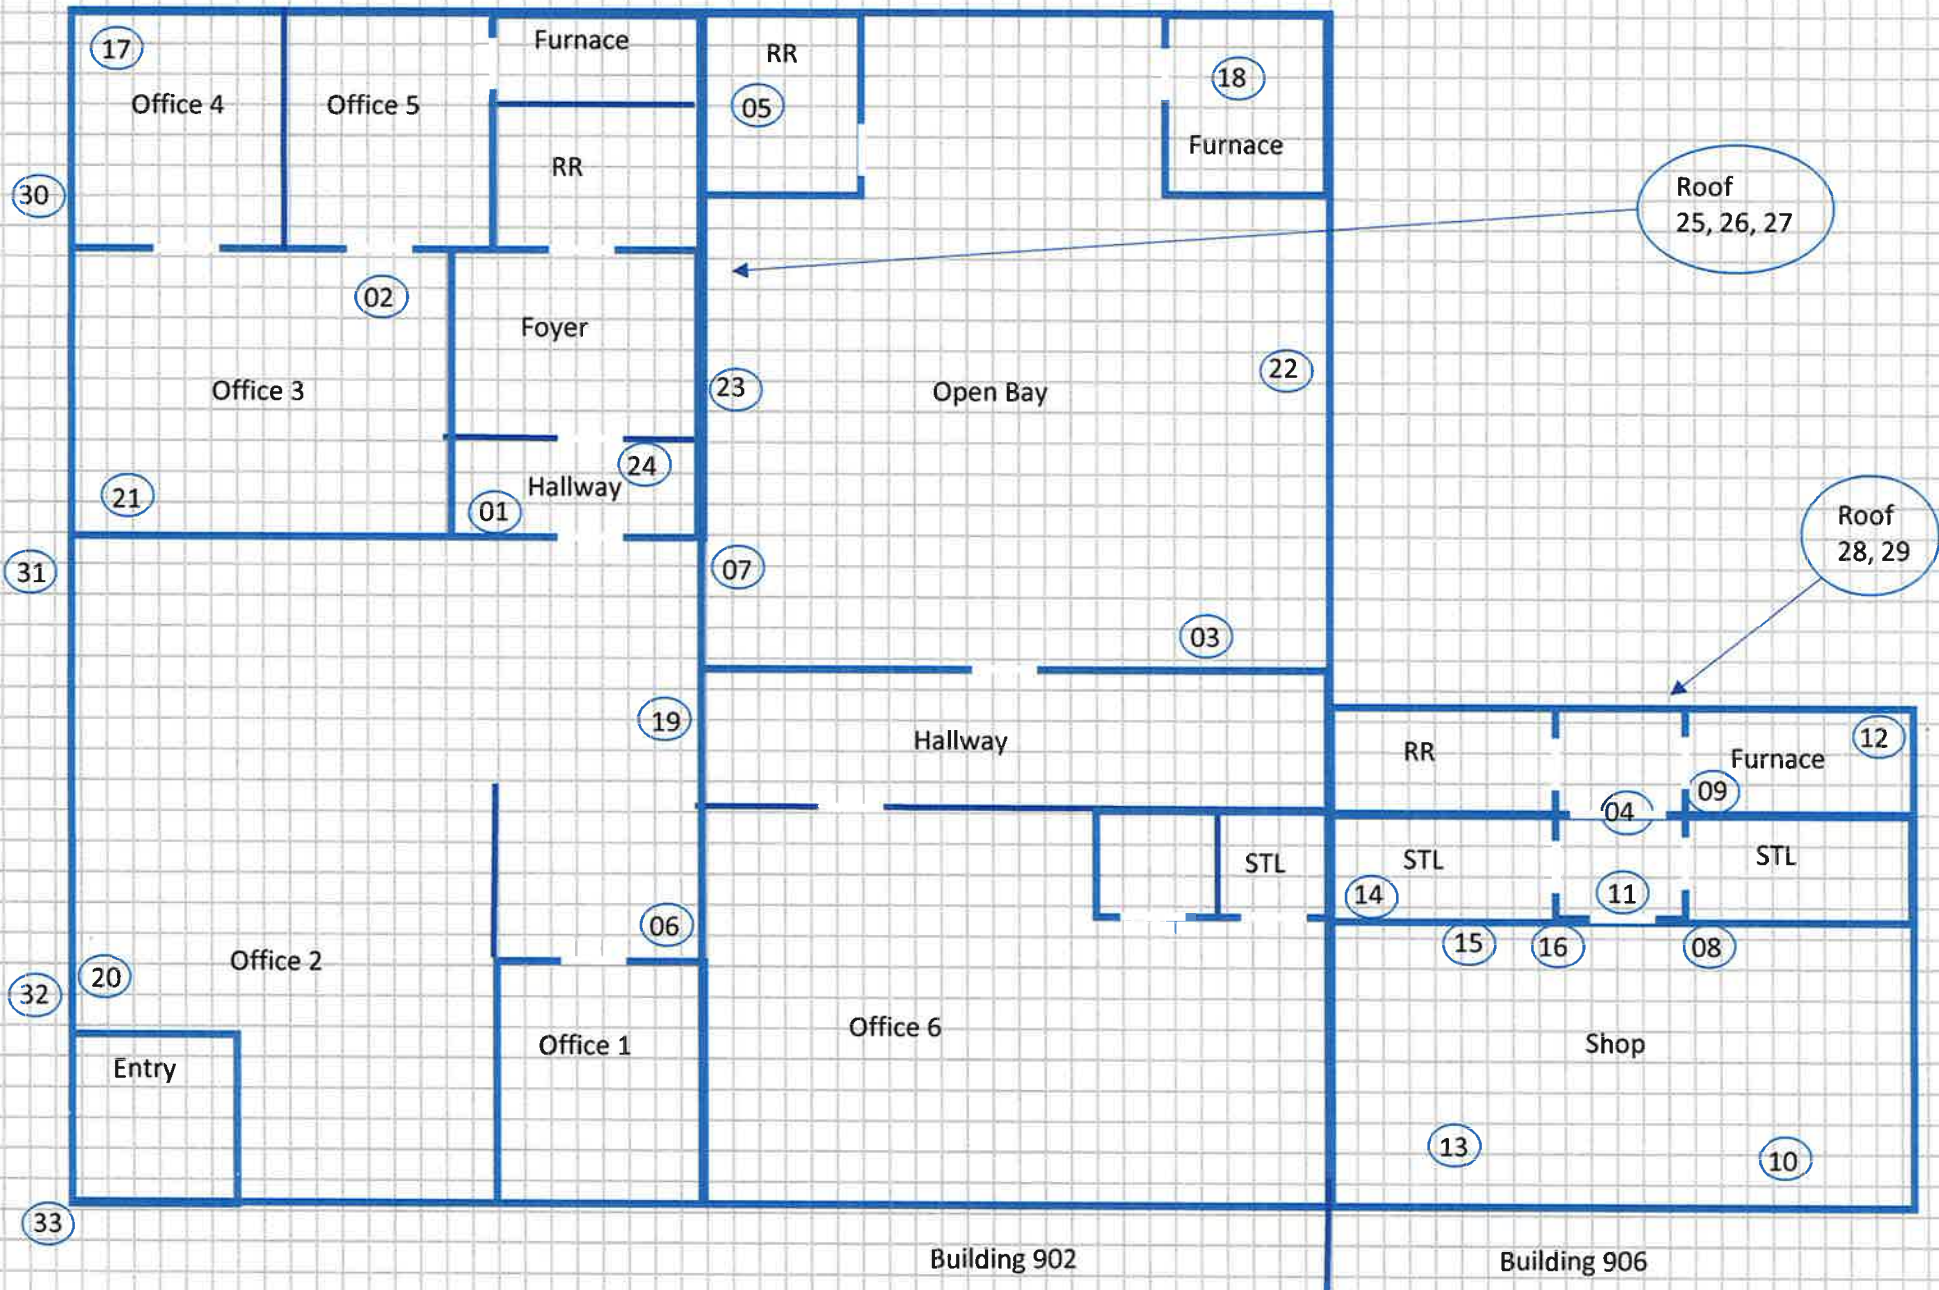 17
Office 4
Office 5
Furnace
RR
RR
05
18
Furnace
30
Roof
25, 26, 27
02
Foyer
Office 3
23
Open Bay
22
24
Hallway
21
01
31
07
03
Roof
28, 29
19
Hallway
RR
Furnace
12
09
04
STL
STL
STL
14
11
06
15
16
08
Office 2
20
32
Office 6
Office 1
Shop
Entry
13
10
33
Building 902
Building 906